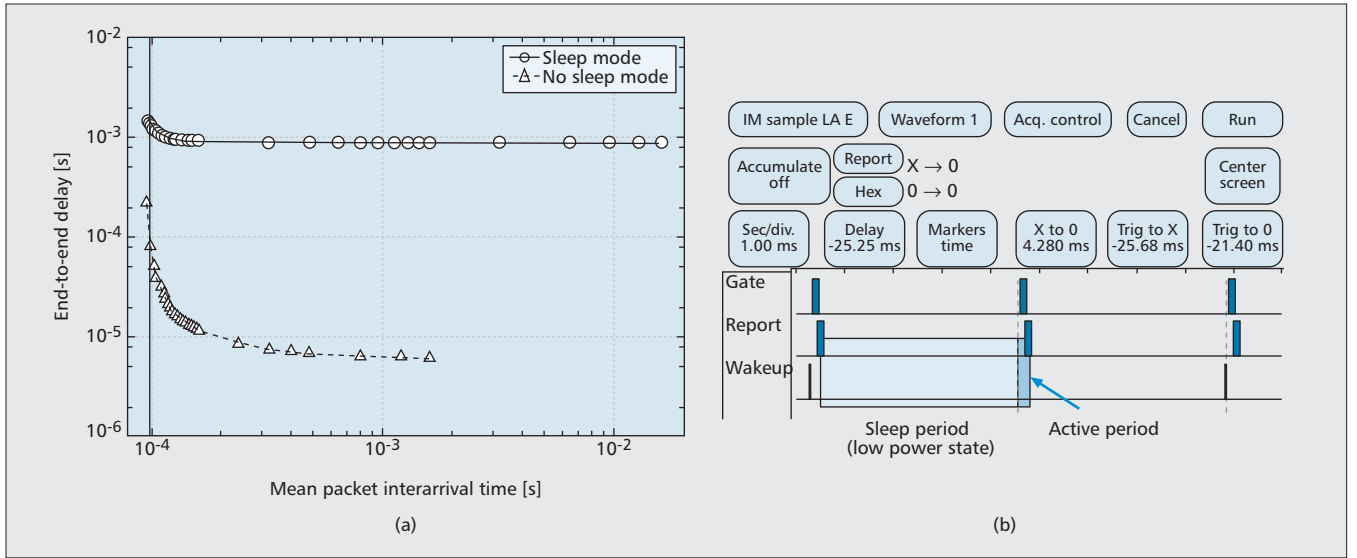 10-2
10-3
10-4
10-5
10-6
End-to-end delay [s]
Sleep mode
No sleep mode
10-4
10-3
10-2
Mean packet interarrival time [s]
(a)
IM sample LA E
Waveform 1
Acq. control
Cancel
Run
Accumulate
off
Report
Hex
X → 0
0 → 0
Center
screen
Sec/div.
1.00 ms
Delay
-25.25 ms
Markers
time
X to 0
4.280 ms
Trig to X
-25.68 ms
Trig to 0
-21.40 ms
Gate
Report
Wakeup
Sleep period
(low power state)
Active period
(b)